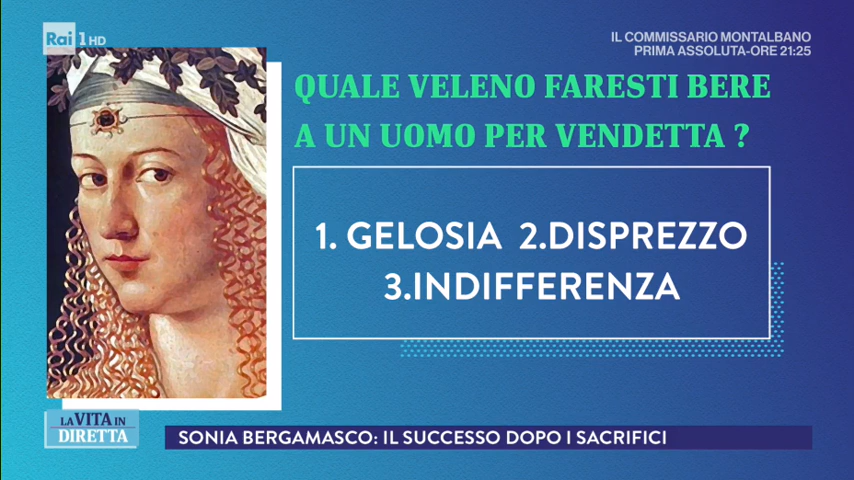 Rai 1 HD
IL COMMISSARIO MONTALBANO
PRIMA ASSOLUTA-ORE 21:25
QUALE VELENO FARESTI BERE
A UN UOMO PER VENDETTA ?
1. GELOSIA 2.DISPREZZO
3.INDIFFERENZA
LA VITA IN
DIRETTA
SONIA BERGAMASCO: IL SUCCESSO DOPO I SACRIFICI